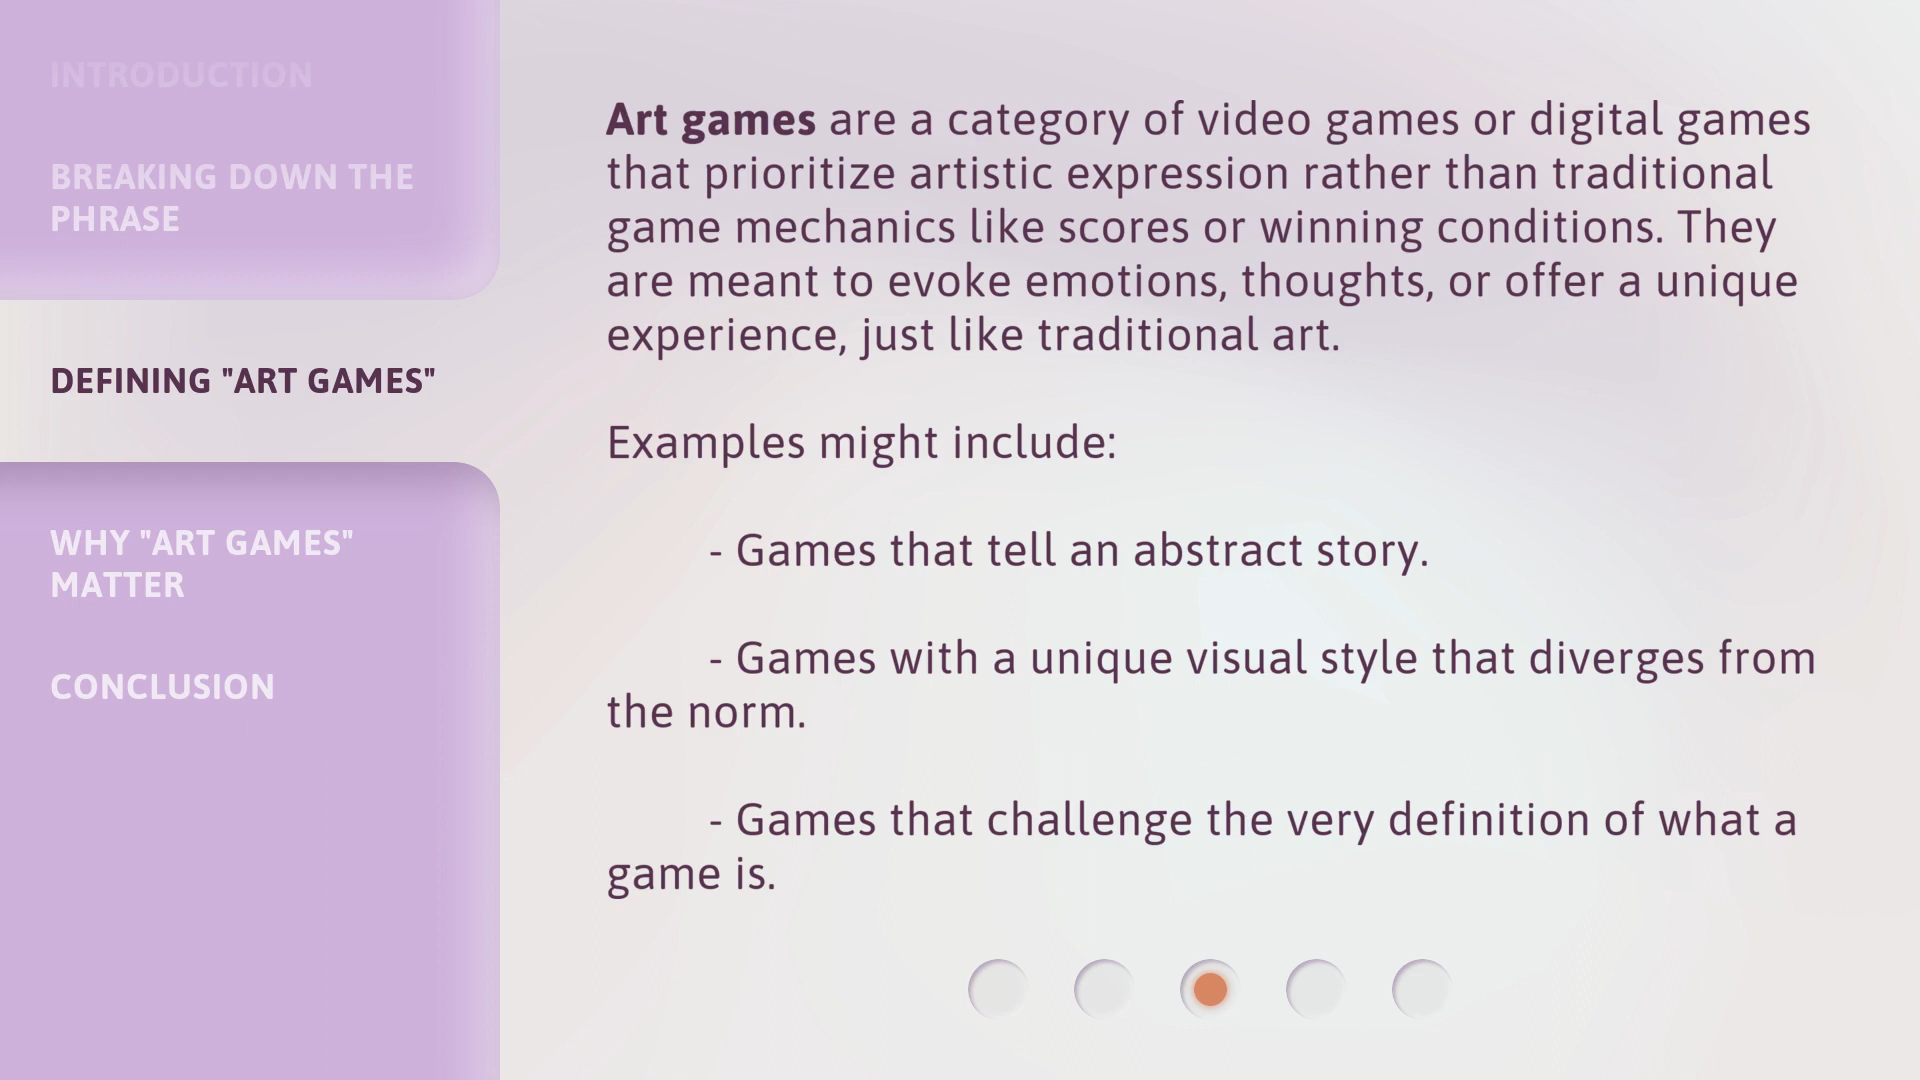 INTRODUCTION
BREAKING DOWN THE
PHRASE
DEFINING "ART GAMES"
WHY "ART GAMES"
MATTER
CONCLUSION
Art games are a category of video games or digital games
that prioritize artistic expression rather than traditional
game mechanics like scores or winning conditions. They
are meant to evoke emotions, thoughts, or offer a unique
experience, just like traditional art.
Examples might include:
- Games that tell an abstract story.
- Games with a unique visual style that diverges from
the norm.
- Games that challenge the very definition of what a
game is.